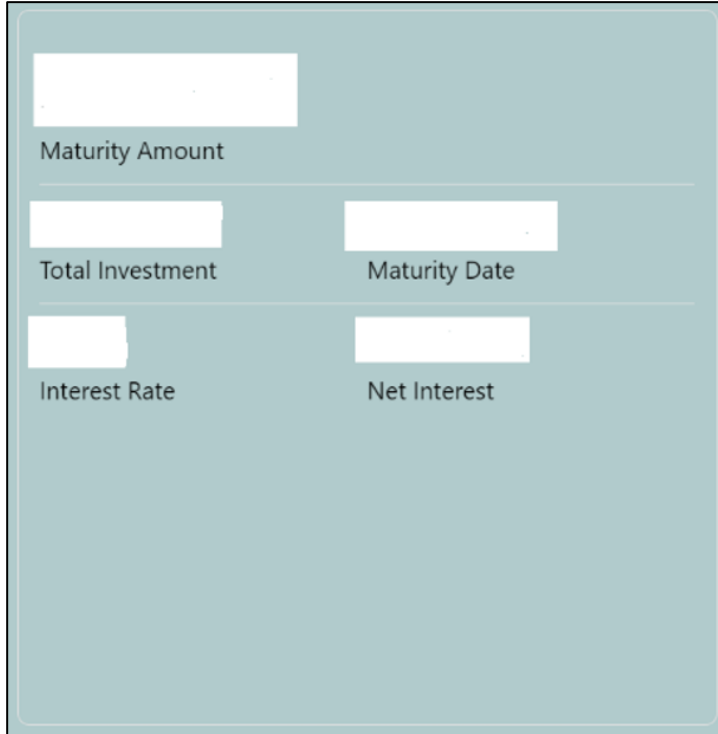 Maturity Amount
Total Investment Maturity Date
Interest Rate Net Interest